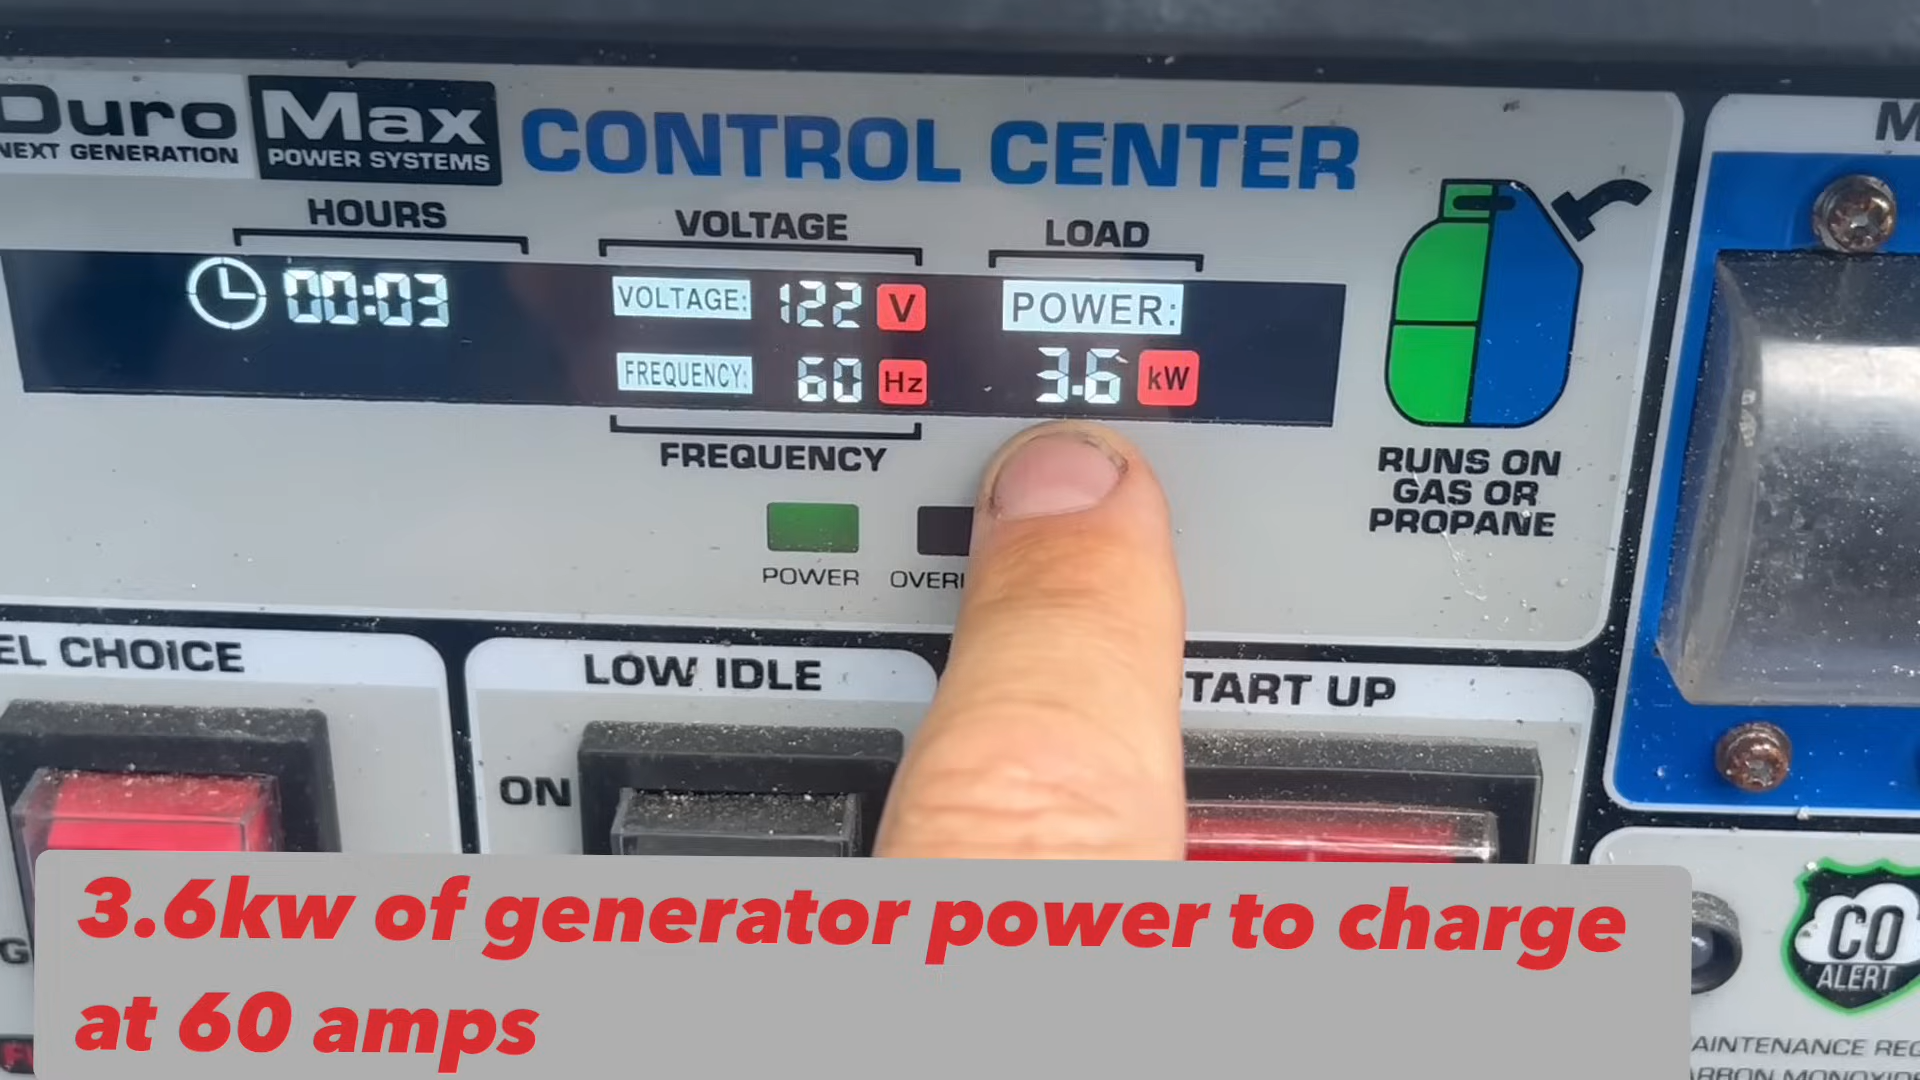 Duro Max
NEXT GENERATION
POWER SYSTEMS
CONTROL CENTER
HOURS
VOLTAGE
LOAD
00:03
VOLTAGE: 122 V
POWER:
FREQUENCY: 60 Hz
3.6 kW
FREQUENCY
RUNS ON
GAS OR
PROPANE
POWER
CHOICE
LOW IDLE
UP
ON
CO
ALERT
3.6kw of generator power to charge
at 60 amps